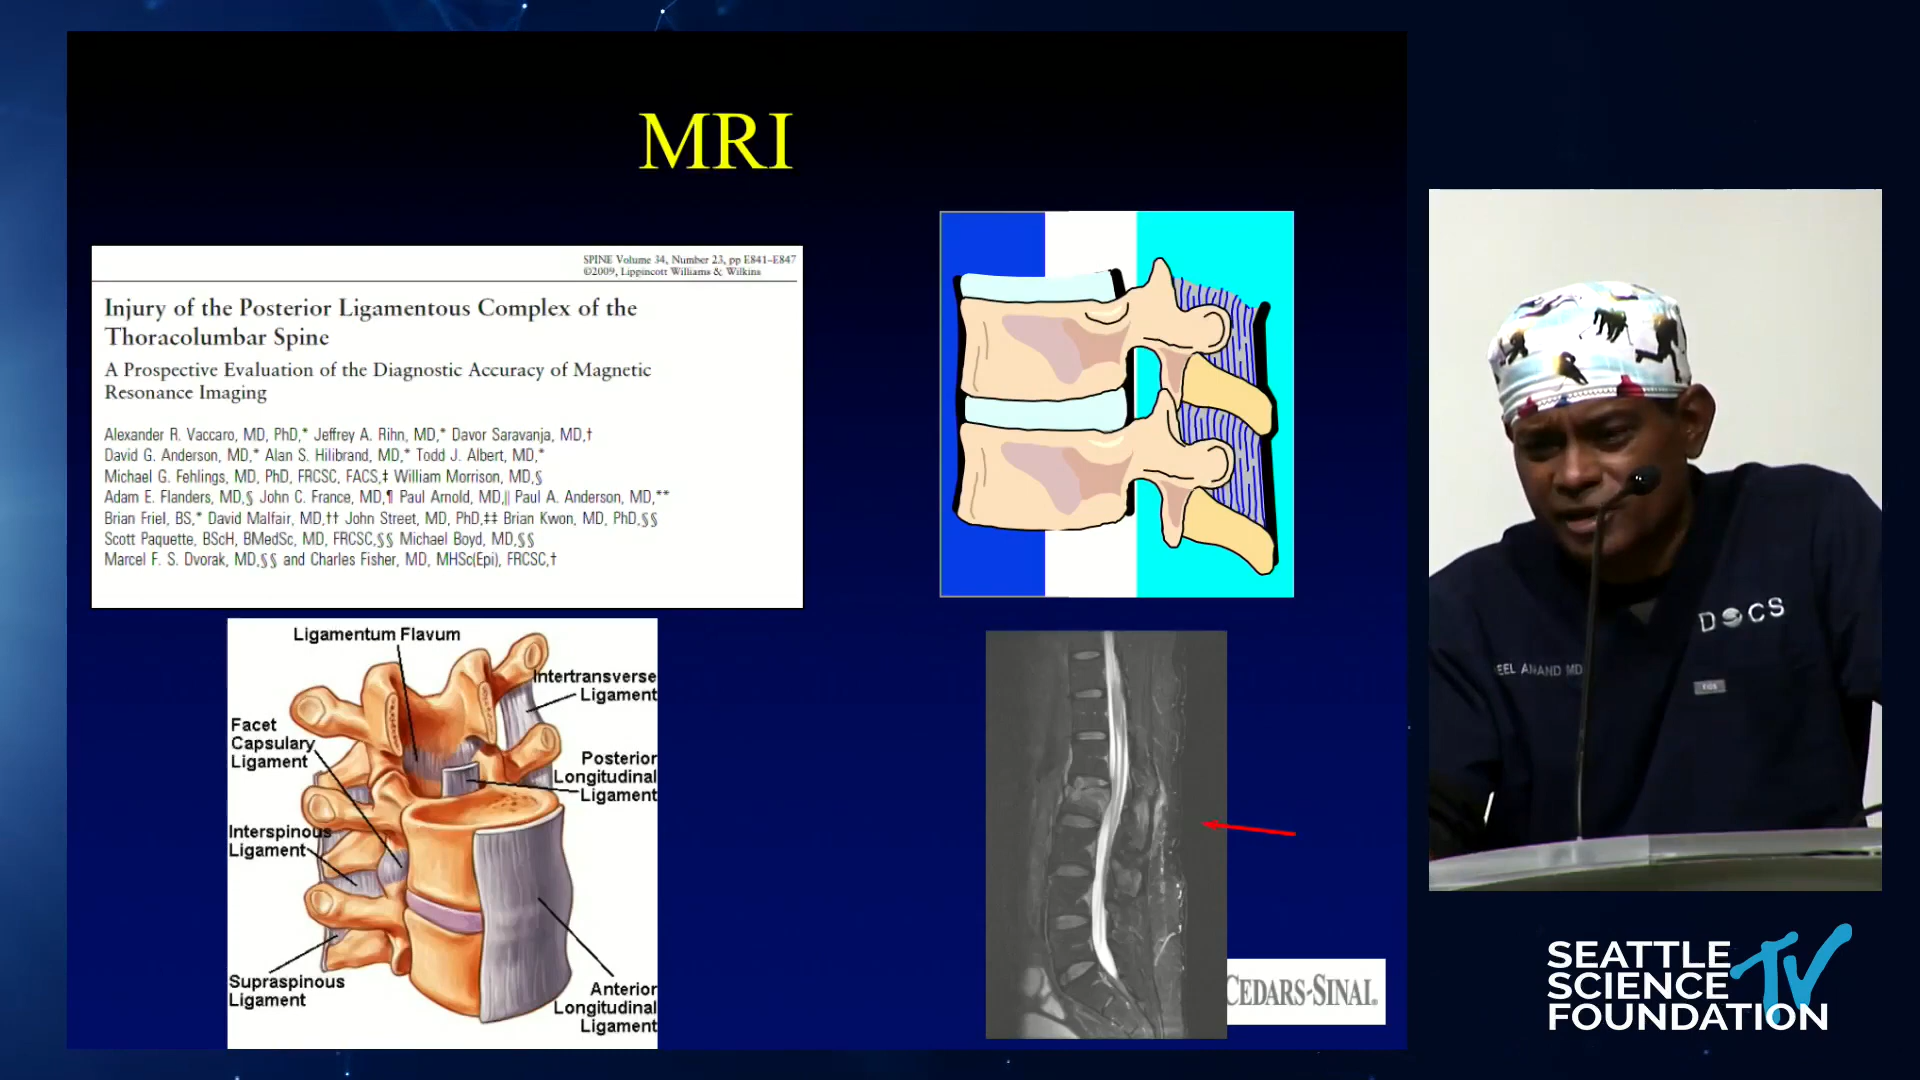 MRI
SPINE Volume 34, Number 23, pp E841–E847
©2009, Lippincott Williams & Wilkins
Injury of the Posterior Ligamentous Complex of the
Thoracolumbar Spine
A Prospective Evaluation of the Diagnostic Accuracy of Magnetic
Resonance Imaging
Alexander R. Vaccaro, MD, PhD,* Jeffrey A. Rihn, MD,* Davor Saravanja, MD,†
David G. Anderson, MD,* Alan S. Hilibrand, MD,* Todd J. Albert, MD,*
Michael G. Fehlings, MD, PhD, FRCSC, FACS,‡ William Morrison, MD,§
Adam E. Flanders, MD,§ John C. France, MD,¶ Paul Arnold, MD,|| Paul A. Anderson, MD,**
Brian Friel, BS,* David Malfair, MD,†† John Street, MD, PhD,‡‡ Brian Kwon, MD, PhD,§§
Scott Paquette, BScH, BMedSc, MD, FRCSC,§§ Michael Boyd, MD,§§
Marcel F. S. Dvorak, MD,§§ and Charles Fisher, MD, MHSc(Epi), FRCSC,†
Ligamentum Flavum
Intertransverse
Ligament
Facet
Capsulary
Ligament
Posterior
Longitudinal
Ligament
Interspinous
Ligament
Supraspinous
Ligament
Anterior
Longitudinal
Ligament
CEDARS-SINAI®
DOCS
EEL ANAND MD
SEATTLE
SCIENCE TV
FOUNDATION